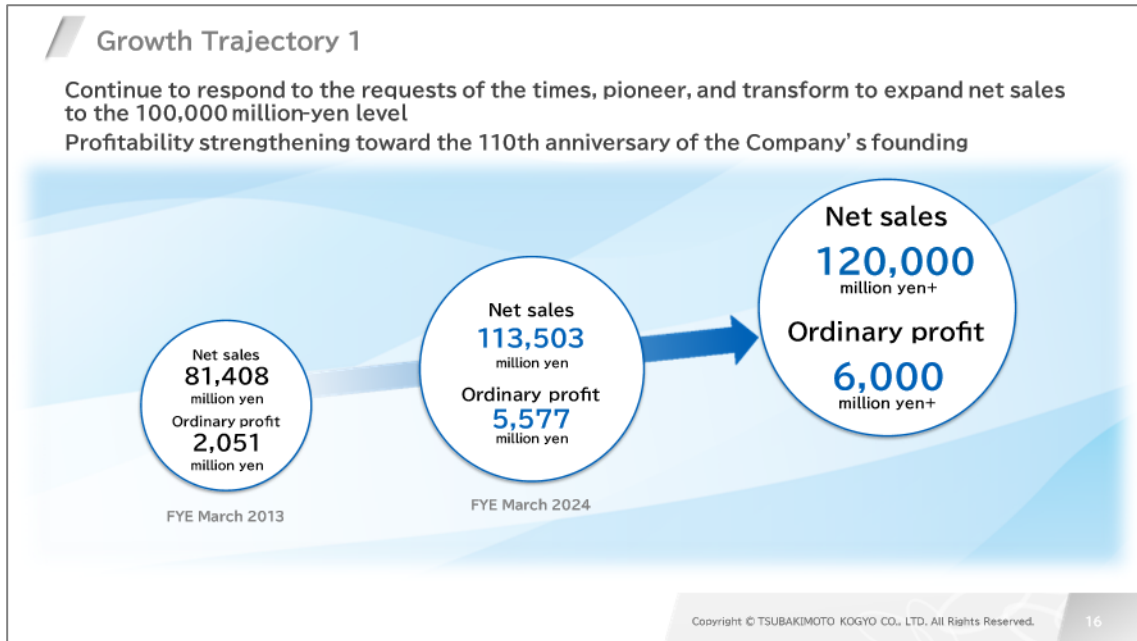 Growth Trajectory 1
Continue to respond to the requests of the times, pioneer, and transform to expand net sales
to the 100,000 million-yen level
Profitability strengthening toward the 110th anniversary of the Company’s founding
Net sales
81,408
million yen
Ordinary profit
2,051
million yen
FYE March 2013
Net sales
113,503
million yen
Ordinary profit
5,577
million yen
FYE March 2024
Net sales
120,000
million yen+
Ordinary profit
6,000
million yen+
Copyright © TSUBAKIMOTO KOGYO CO., LTD. All Rights Reserved.
16